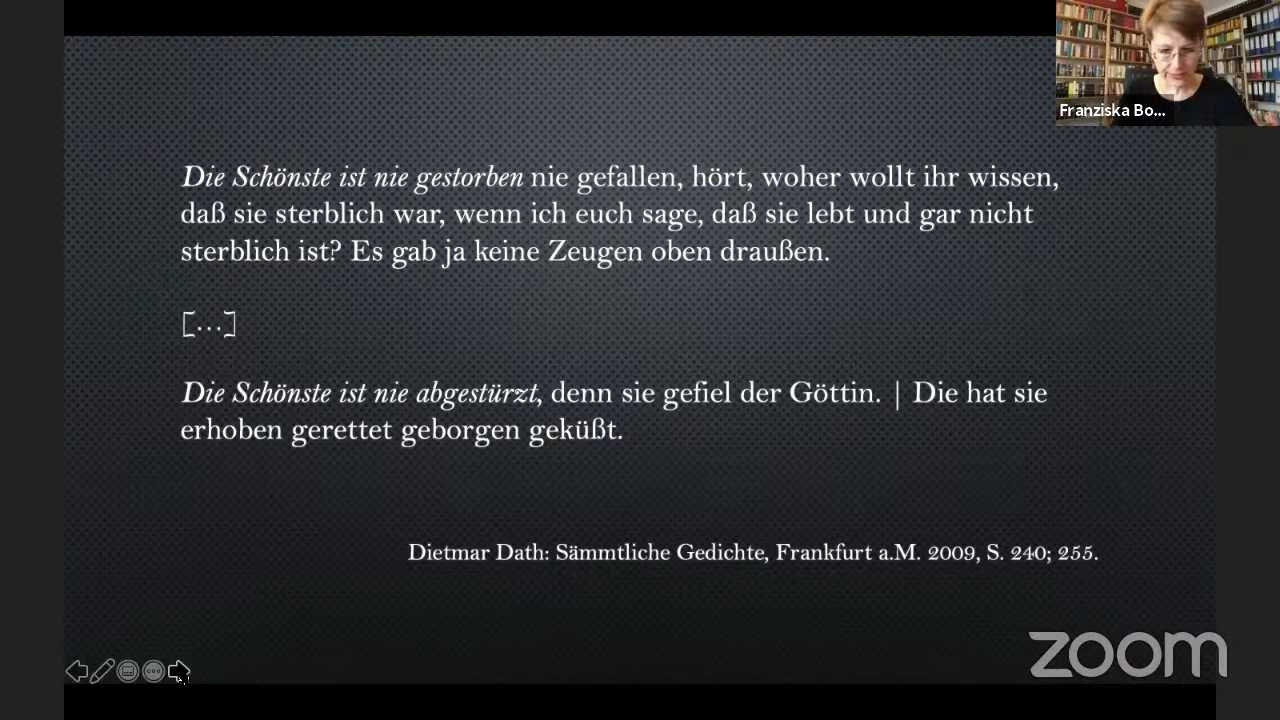 Franziska Bo...
Die Schönste ist nie gestorben nie gefallen, hört, woher wollt ihr wissen,
daß sie sterblich war, wenn ich euch sage, daß sie lebt und gar nicht
sterblich ist? Es gab ja keine Zeugen oben draußen.
[…]
Die Schönste ist nie abgestürzt, denn sie gefiel der Göttin. | Die hat sie
erhoben gerettet geborgen geküßt.
Dietmar Dath: Sämmtliche Gedichte, Frankfurt a.M. 2009, S. 240; 255.
zoom